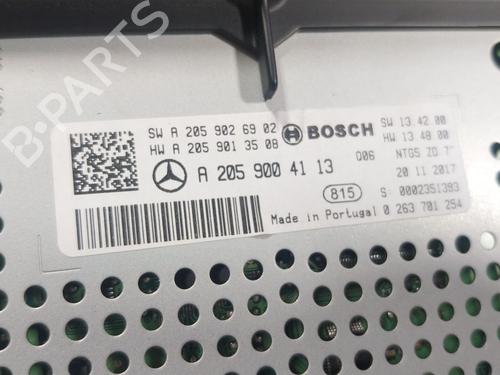 B-PARTS
SW A 205 902 69 02
HW A 205 901 35 08
BOSCH
SW 13.42.00
HW 13.48.00
A 205 900 41 13
Q06
NTG5 ZD 7"
20 11 2017
815
S: 0002351393
Made in Portugal
0 263 701 254